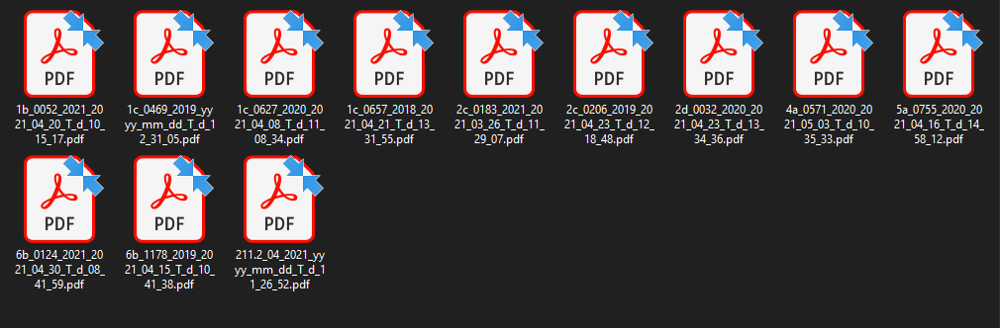 PDF PDF PDF PDF PDF PDF PDF PDF PDF
1b_0052_2021_20
21_04_20_T_d_10_
15_17.pdf
1c_0469_2019_yy
yy_mm_dd_T_d_1
2_31_05.pdf
1c_0627_2020_20
21_04_08_T_d_11_
08_34.pdf
1c_0657_2018_20
21_04_21_T_d_13_
31_55.pdf
2c_0183_2021_20
21_03_26_T_d_11_
29_07.pdf
2c_0206_2019_20
21_04_23_T_d_12_
18_48.pdf
2d_0032_2020_20
21_04_23_T_d_13_
34_36.pdf
4a_0571_2020_20
21_05_03_T_d_10_
35_33.pdf
5a_0755_2020_20
21_04_16_T_d_14_
58_12.pdf
PDF PDF PDF
6b_0124_2021_20
21_04_30_T_d_08_
41_59.pdf
6b_1178_2019_20
21_04_15_T_d_10_
41_38.pdf
211.2_04_2021_yy
yy_mm_dd_T_d_1
1_26_52.pdf